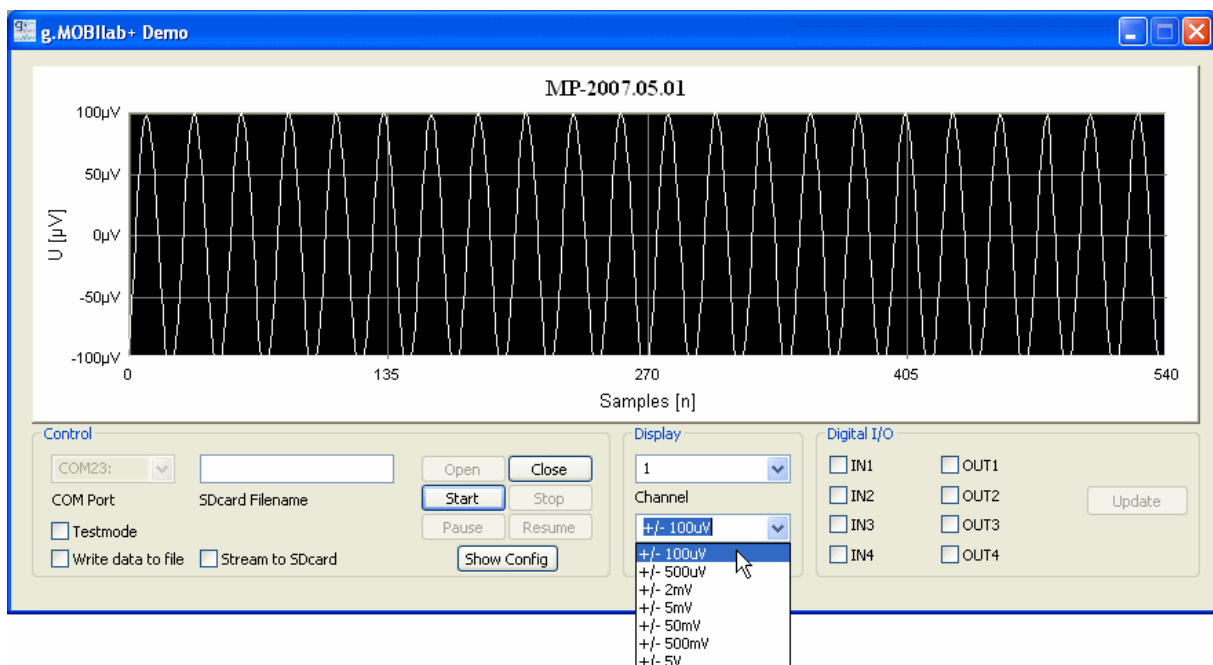 g.MOBIlab+ Demo
MP-2007.05.01
100µV
50µV
0µV
-50µV
-100µV
U [µV]
0 135 270 405 540
Samples [n]
Control
COM23:
COM Port
SDcard Filename
Testmode
Write data to file
Stream to SDcard
Open
Close
Start
Stop
Pause
Resume
Show Config
Display
1
Channel
+/- 100uV
+/- 100uV
+/- 500uV
+/- 2mV
+/- 5mV
+/- 50mV
+/- 500mV
+/- 5V
Digital I/O
IN1
OUT1
IN2
OUT2
IN3
OUT3
IN4
OUT4
Update